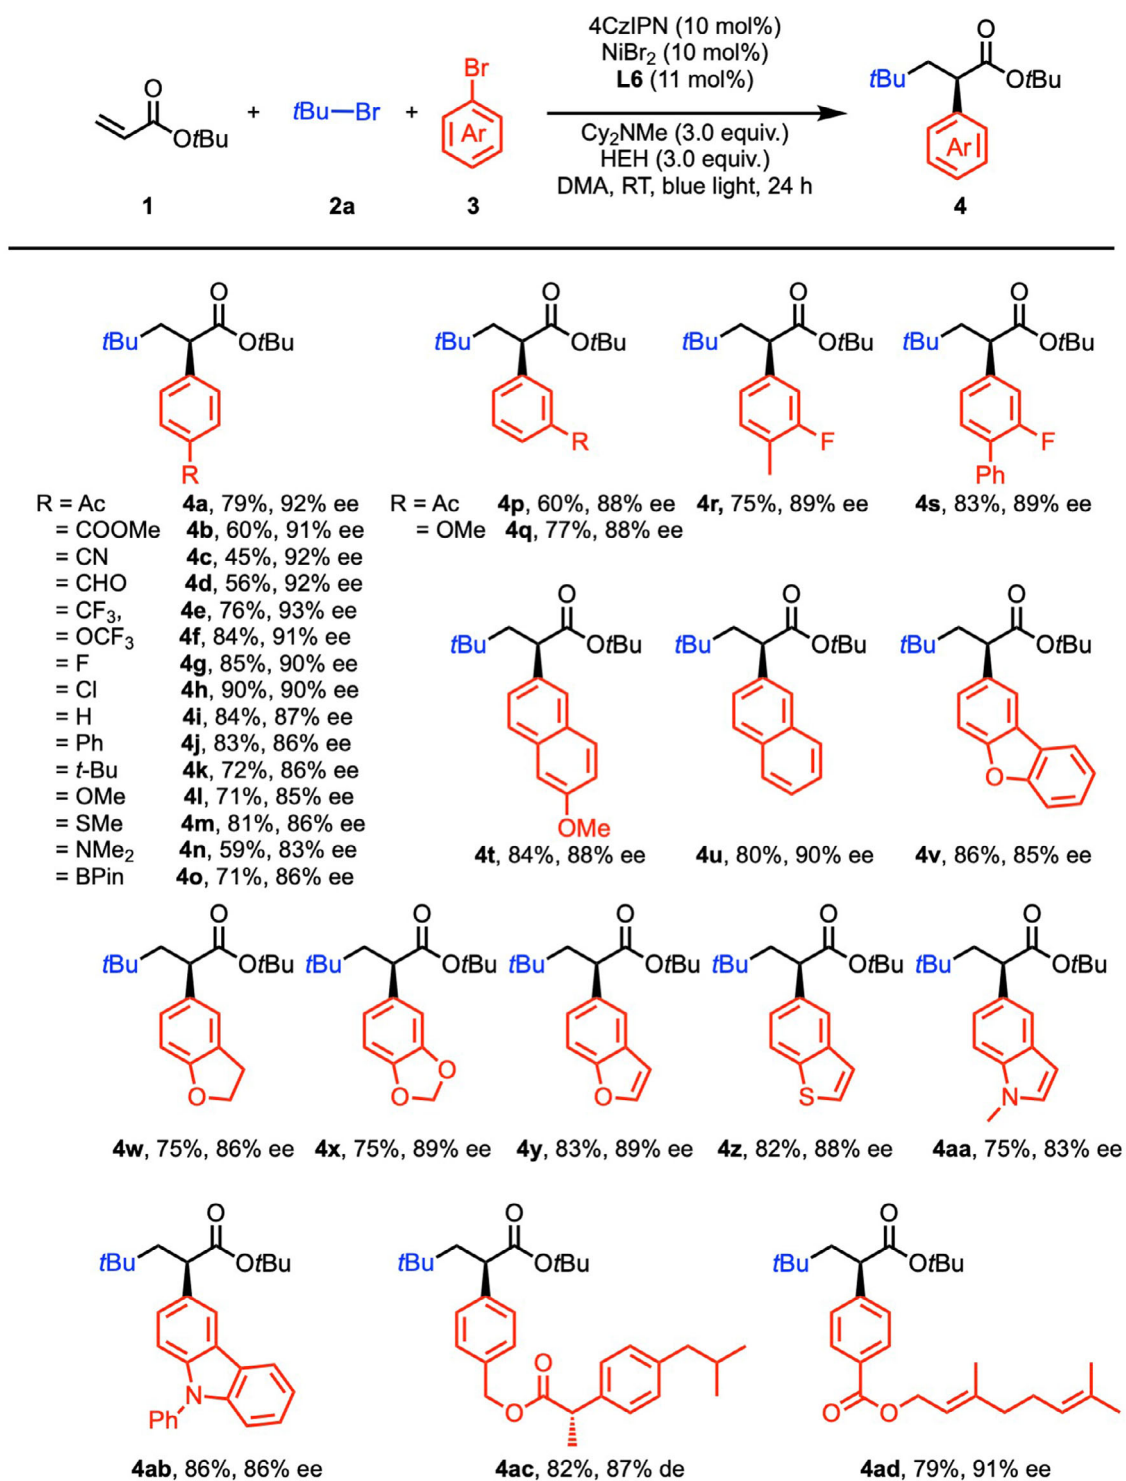 4CzIPN (10 mol%)
NiBr2 (10 mol%)
L6 (11 mol%)
O
OtBu
+ tBu—Br + Br
Ar
Cy2NMe (3.0 equiv.)
HEH (3.0 equiv.)
DMA, RT, blue light, 24 h
tBu O OtBu
Ar
1 2a 3 4
tBu O OtBu R
tBu O OtBu R
tBu O OtBu F
tBu O OtBu F Ph
R = Ac 4a, 79%, 92% ee
= COOMe 4b, 60%, 91% ee
= CN 4c, 45%, 92% ee
= CHO 4d, 56%, 92% ee
= CF3, 4e, 76%, 93% ee
= OCF3 4f, 84%, 91% ee
= F 4g, 85%, 90% ee
= Cl 4h, 90%, 90% ee
= H 4i, 84%, 87% ee
= Ph 4j, 83%, 86% ee
= t-Bu 4k, 72%, 86% ee
= OMe 4l, 71%, 85% ee
= SMe 4m, 81%, 86% ee
= NMe2 4n, 59%, 83% ee
= BPin 4o, 71%, 86% ee
R = Ac 4p, 60%, 88% ee
= OMe 4q, 77%, 88% ee
4r, 75%, 89% ee
4s, 83%, 89% ee
tBu O OtBu OMe
tBu O OtBu
tBu O OtBu O
4t, 84%, 88% ee
4u, 80%, 90% ee
4v, 86%, 85% ee
tBu O OtBu O
tBu O OtBu O O
tBu O OtBu O
tBu O OtBu S
tBu O OtBu N
4w, 75%, 86% ee
4x, 75%, 89% ee
4y, 83%, 89% ee
4z, 82%, 88% ee
4aa, 75%, 83% ee
tBu O OtBu N Ph
tBu O OtBu O O
tBu O OtBu O O
4ab, 86%, 86% ee
4ac, 82%, 87% de
4ad, 79%, 91% ee